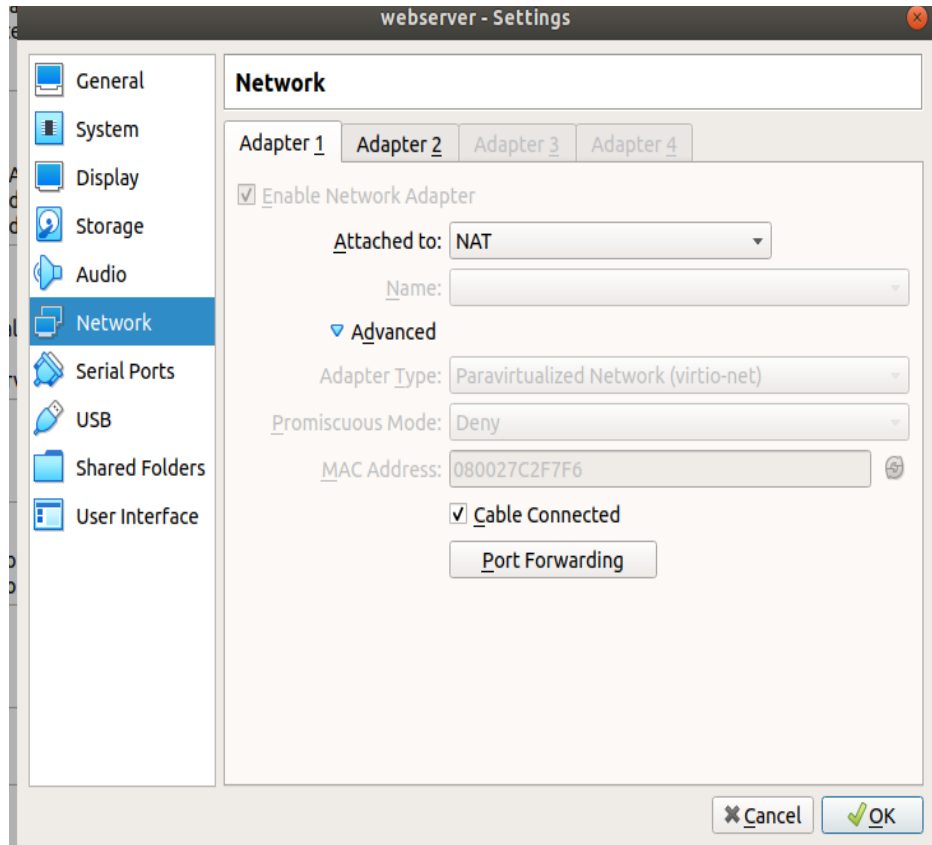 webserver - Settings
General
System
Display
Storage
Audio
Network
Serial Ports
USB
Shared Folders
User Interface
Network
Adapter 1
Adapter 2
Adapter 3
Adapter 4
Enable Network Adapter
Attached to: NAT
Name:
Advanced
Adapter Type: Paravirtualized Network (virtio-net)
Promiscuous Mode: Deny
MAC Address: 080027C2F7F6
Cable Connected
Port Forwarding
Cancel
OK